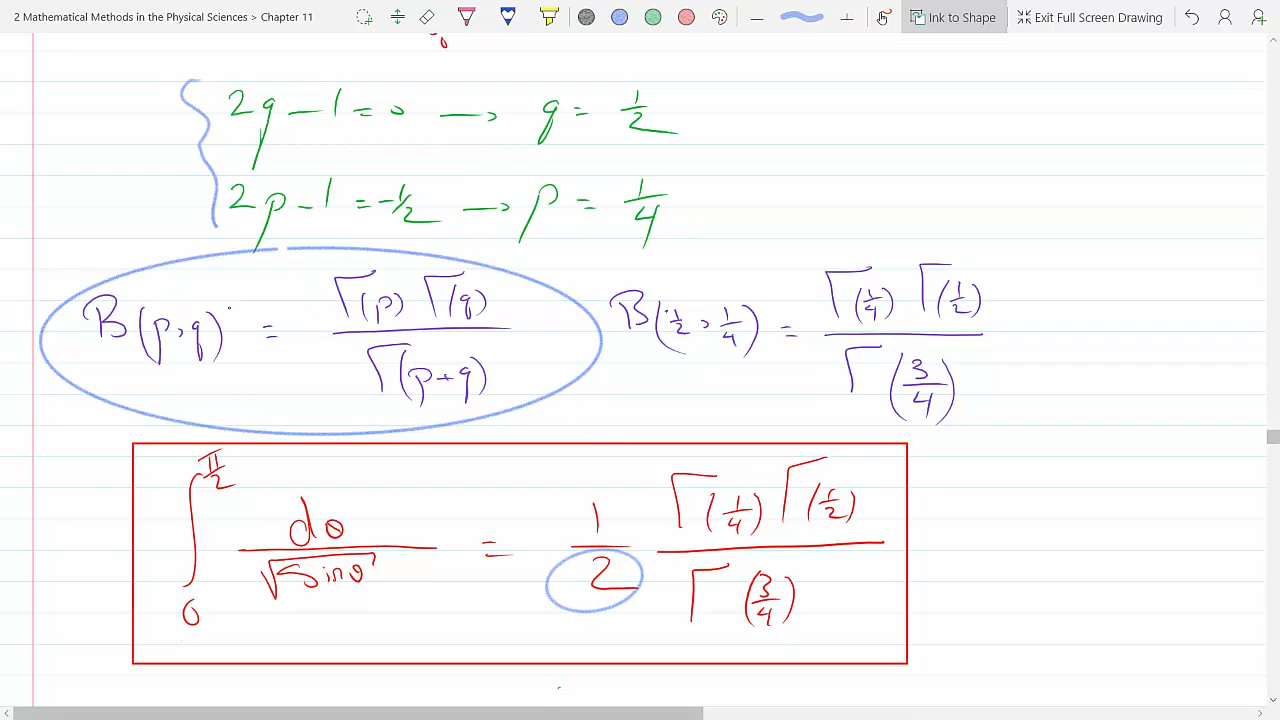 2 Mathematical Methods in the Physical Sciences > Chapter 11
Ink to Shape
Exit Full Screen Drawing
2q - 1 = 0 → q = 1/2
2p - 1 = -1/2 → p = 1/4
B(p,q) = Γ(p) Γ(q) / Γ(p+q)
B(1/2, 1/4) = Γ(1/4) Γ(1/2) / Γ(3/4)
∫₀^{π/2} dθ / √sinθ = 1/2 Γ(1/4) Γ(1/2) / Γ(3/4)